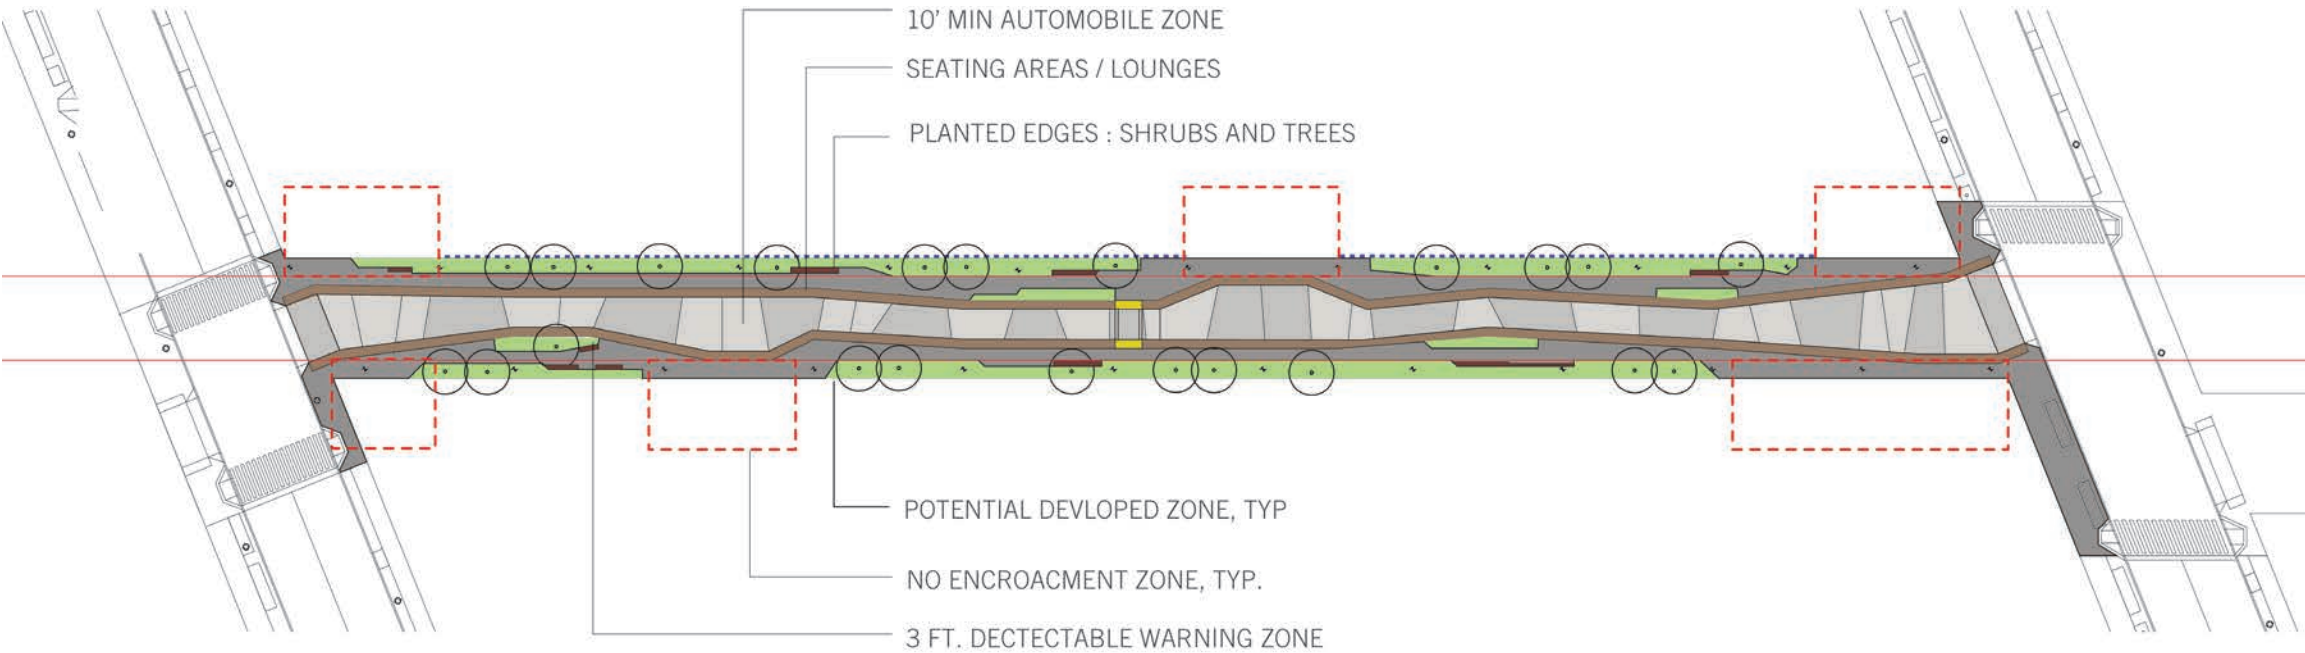 10' MIN AUTOMOBILE ZONE
SEATING AREAS / LOUNGES
PLANTED EDGES : SHRUBS AND TREES
POTENTIAL DEVLOPED ZONE, TYP
NO ENCROACMENT ZONE, TYP.
3 FT. DECTECTABLE WARNING ZONE